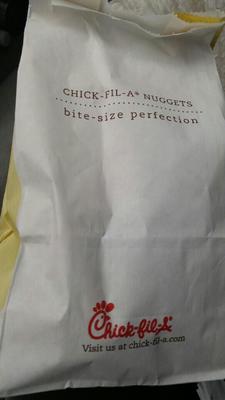 CHICK-FIL-A® NUGGETS
bite-size perfection
Chick-fil-A®
Visit us at chick-fil-a.com